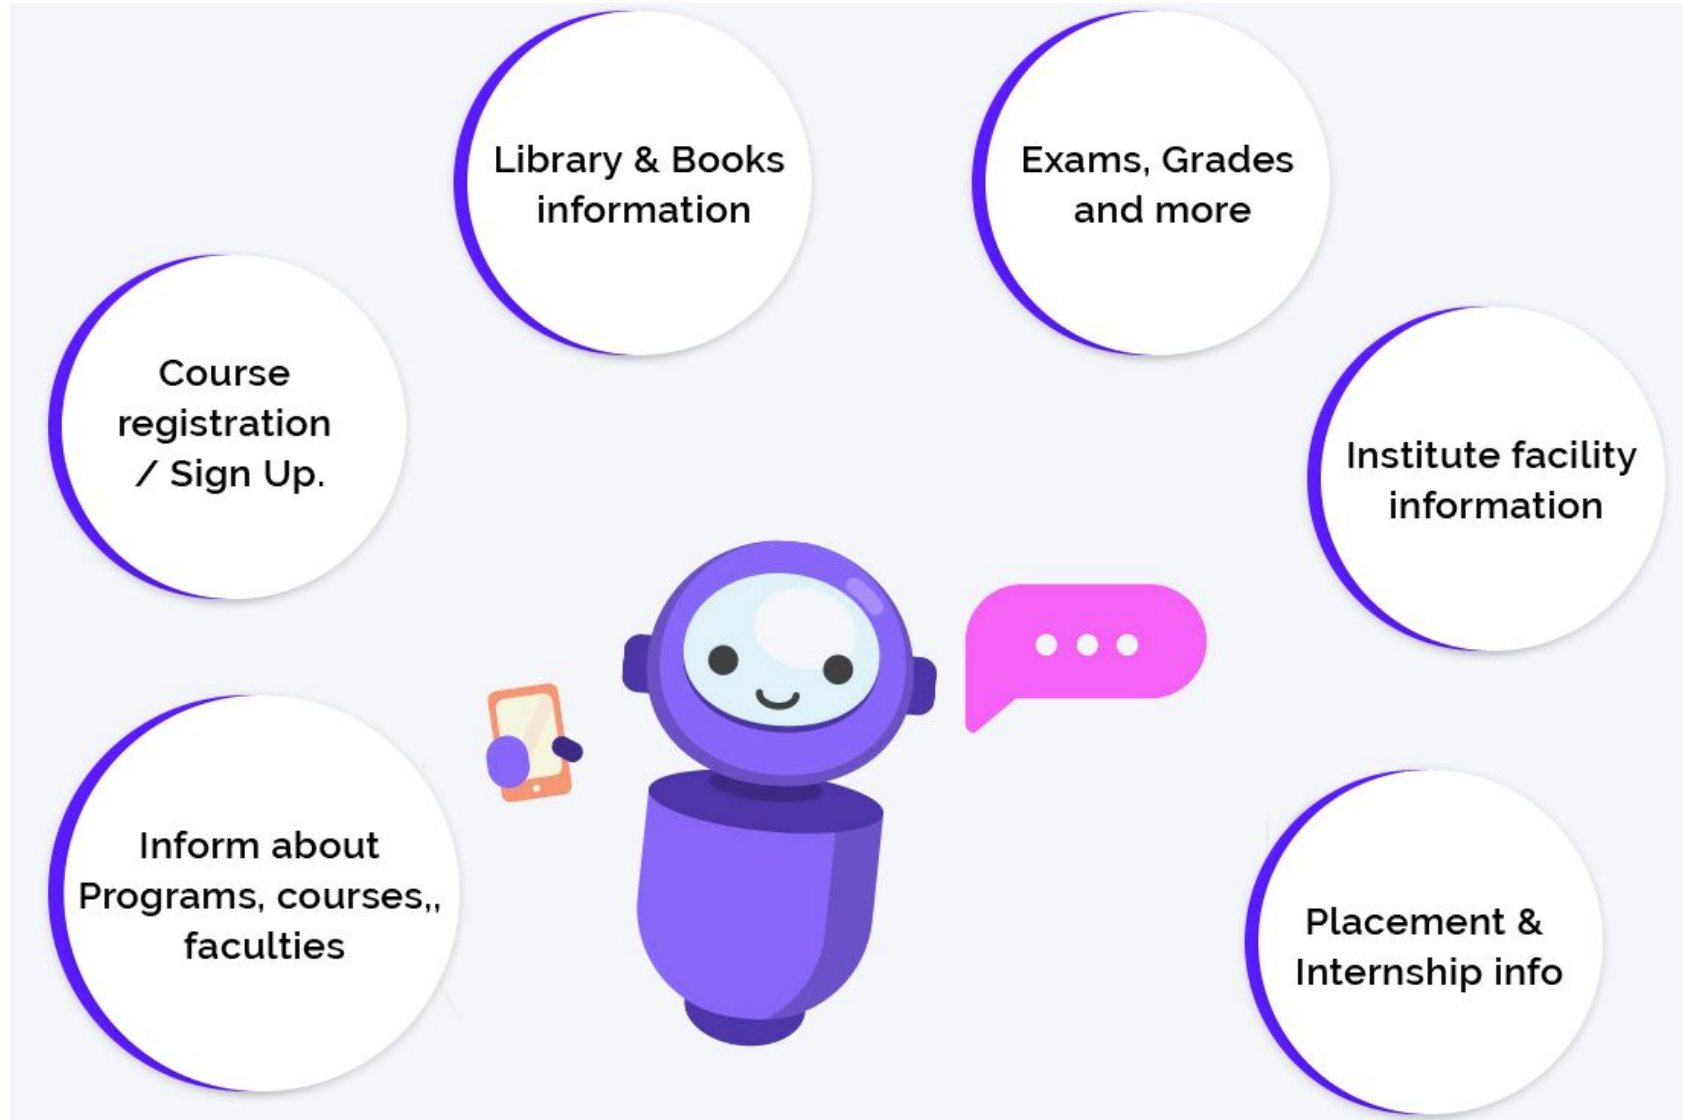 Library & Books
information
Exams, Grades
and more
Course
registration
/ Sign Up.
Institute facility
information
Inform about
Programs, courses,,
faculties
Placement &
Internship info